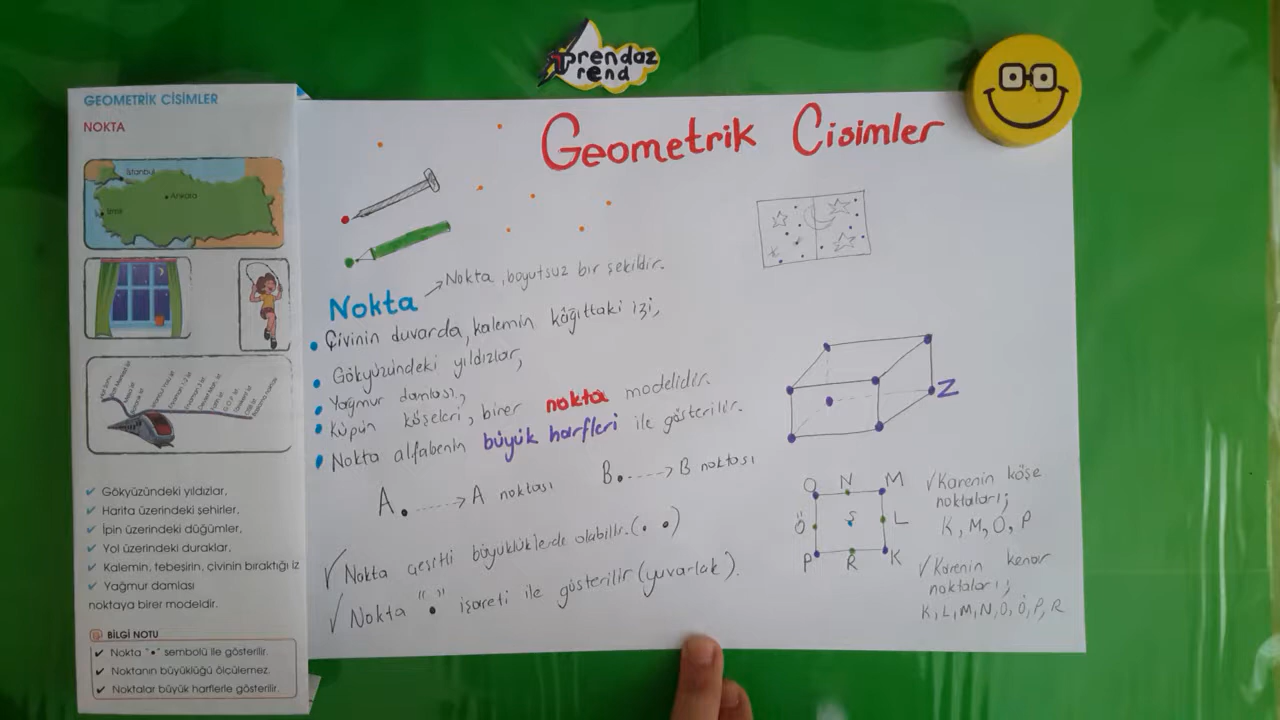 Prendaz
rend
GEOMETRİK CİSİMLER
NOKTA
İstanbul
Ankara
İzmir
Gökyüzündeki yıldızlar,
Harita üzerindeki şehirler,
İpin üzerindeki düğümler,
Yol üzerindeki duraklar,
Kalemin, tebeşirin, çivinin bıraktığı iz
Yağmur damlası
noktaya birer modeldir.
BİLGİ NOTU
Nokta "•" sembolü ile gösterilir.
Noktanın büyüklüğü ölçülemez.
Noktalar büyük harflerle gösterilir.
Geometrik Cisimler
Nokta → Nokta, boyutsuz bir şekildir.
• Çivinin duvarda, kalemin kâğıttaki izi,
• Gökyüzündeki yıldızlar,
• Yağmur damlası,
• Küpün köşeleri, birer nokta modelidir.
• Nokta alfabenin büyük harfleri ile gösterilir.
A. -----> A noktası B. -----> B noktası
✓ Nokta çeşitli büyüklüklerde olabilir. (• •)
✓ Nokta "•" işareti ile gösterilir (yuvarlak).
Z
O N M
Ö S L
P R K
✓ Karenin köşe
noktaları;
K, M, O, P
✓ Karenin kenar
noktaları;
K, L, M, N, O, Ö, P, R